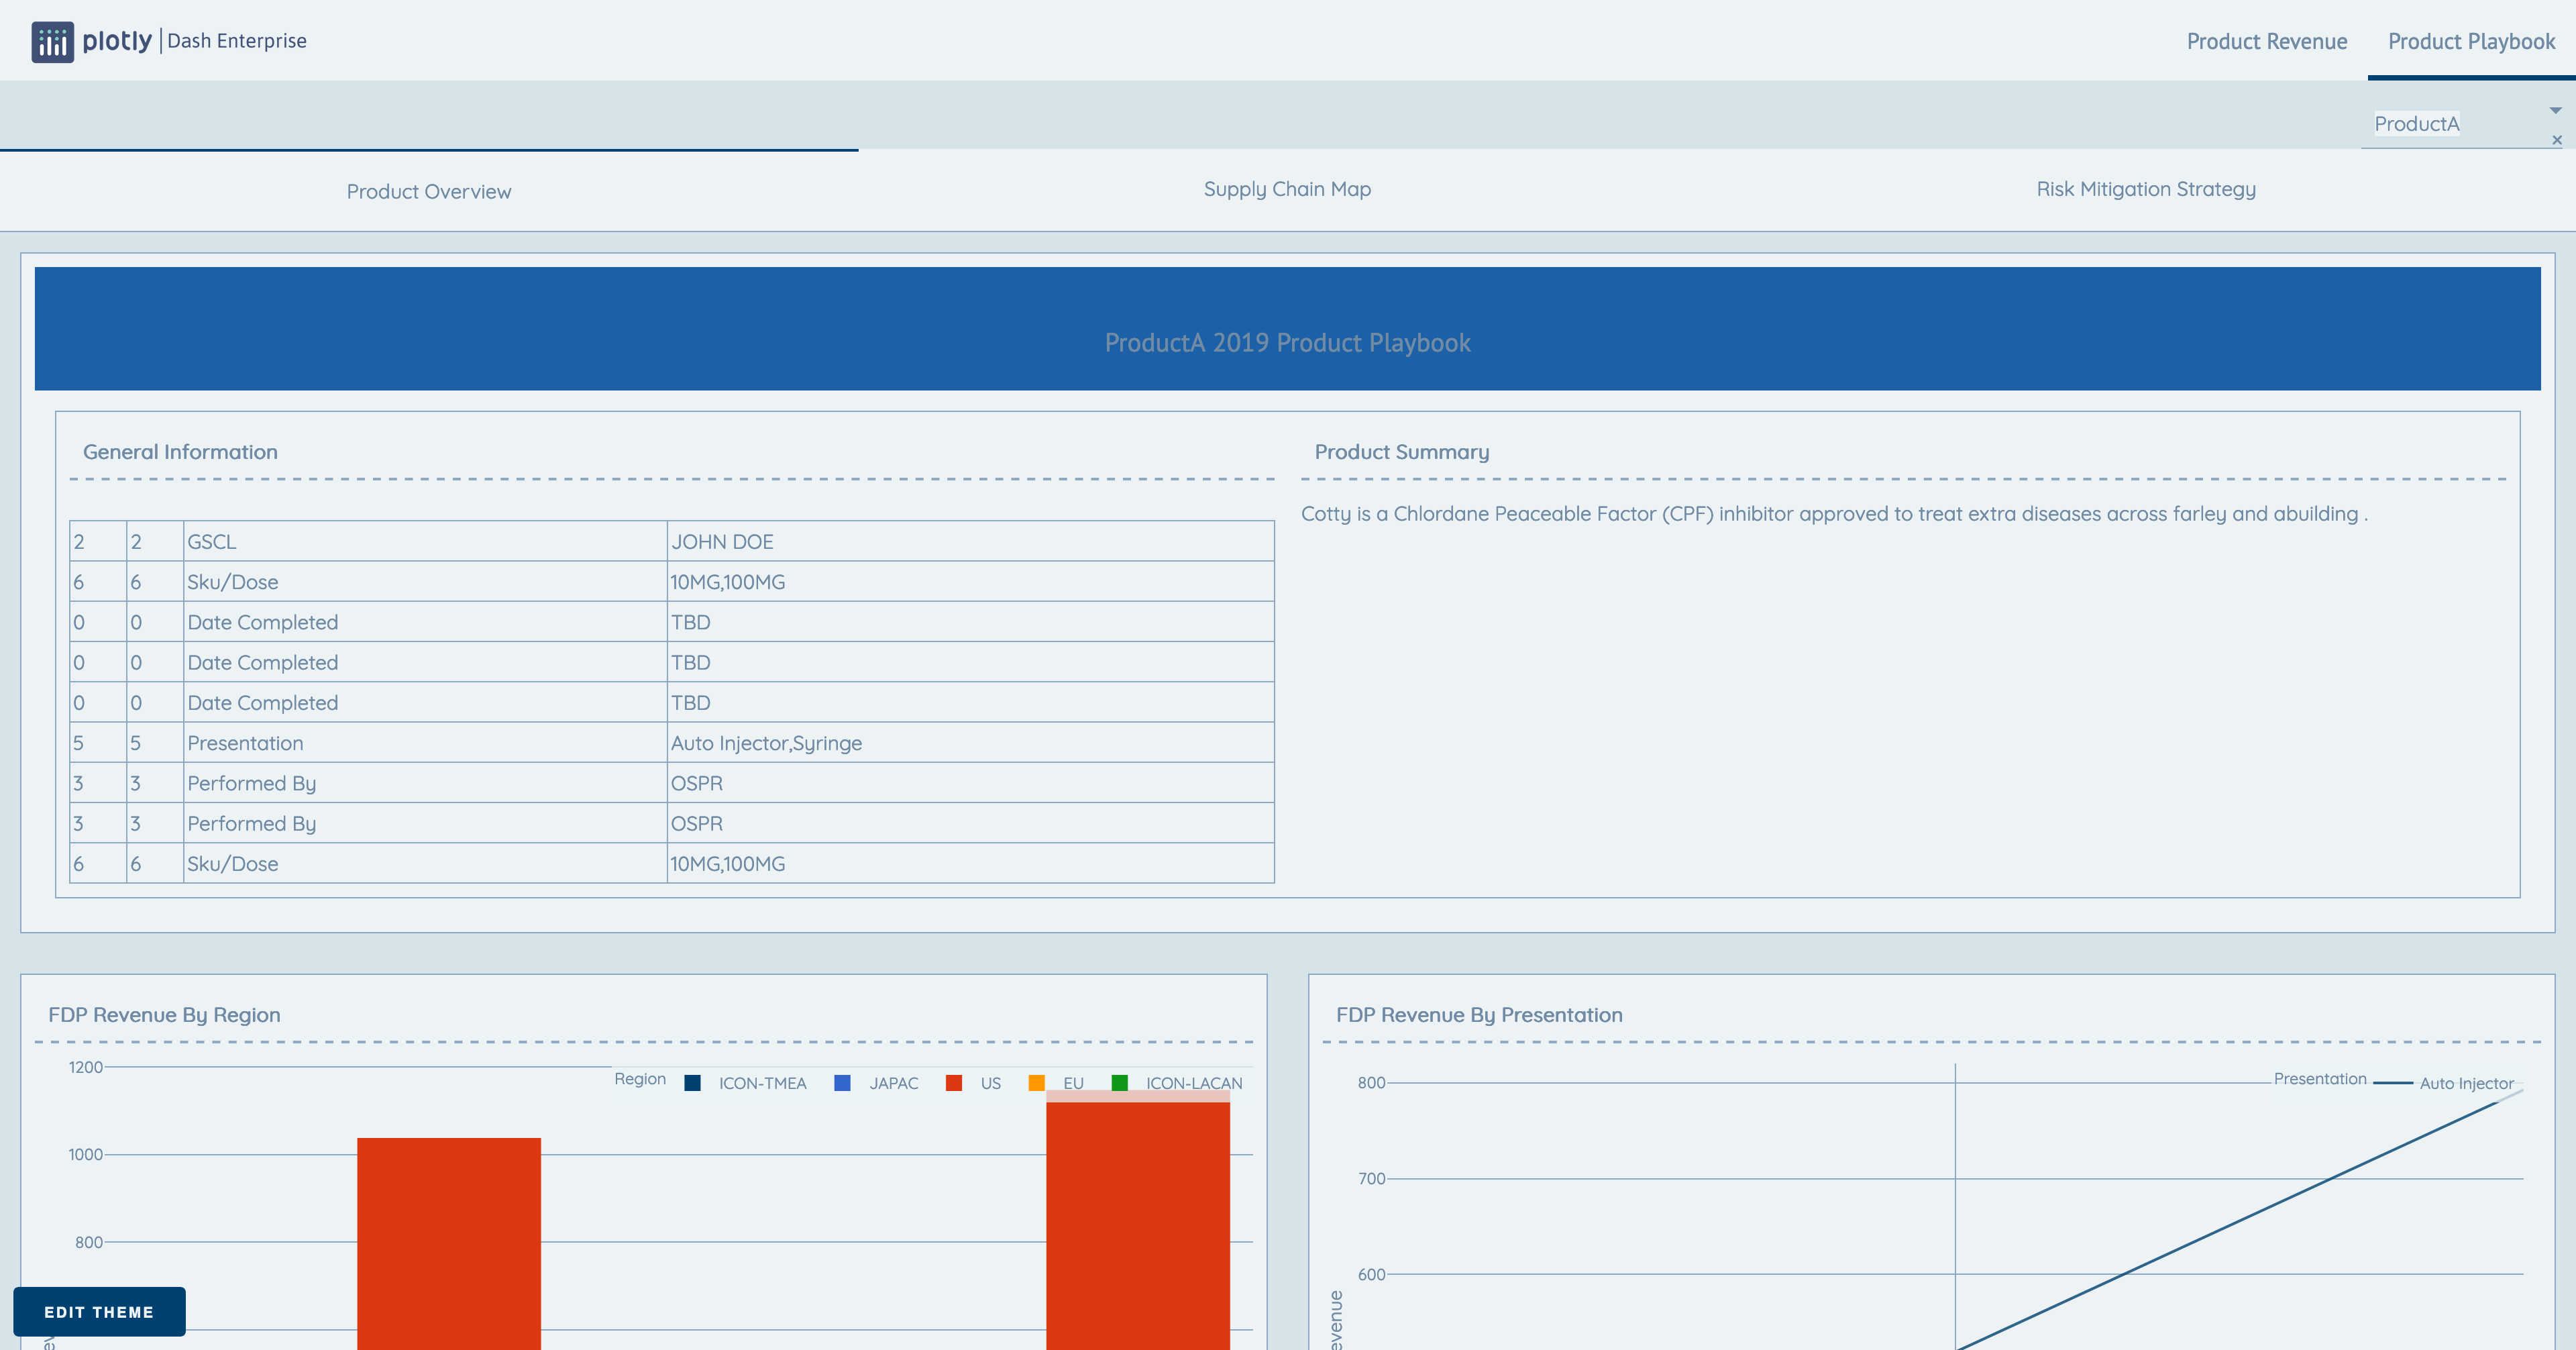 plotly | Dash Enterprise
Product Revenue
Product Playbook
ProductA
×
Product Overview
Supply Chain Map
Risk Mitigation Strategy
ProductA 2019 Product Playbook
General Information
2 2 GSCL JOHN DOE
6 6 Sku/Dose 10MG,100MG
0 0 Date Completed TBD
0 0 Date Completed TBD
0 0 Date Completed TBD
5 5 Presentation Auto Injector,Syringe
3 3 Performed By OSPR
3 3 Performed By OSPR
6 6 Sku/Dose 10MG,100MG
Product Summary
Cotty is a Chlordane Peaceable Factor (CPF) inhibitor approved to treat extra diseases across farley and abuilding .
FDP Revenue By Region
Region ICON-TMEA JAPAC US EU ICON-LACAN
1200
1000
800
EDIT THEME
FDP Revenue By Presentation
Presentation Auto Injector
800
700
600
evenue